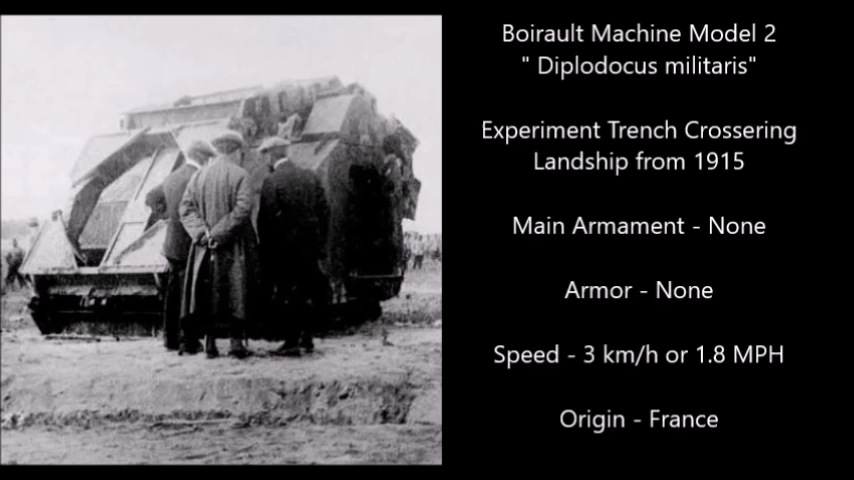 Boirault Machine Model 2
" Diplodocus militaris"
Experiment Trench Crossering
Landship from 1915
Main Armament - None
Armor - None
Speed - 3 km/h or 1.8 MPH
Origin - France